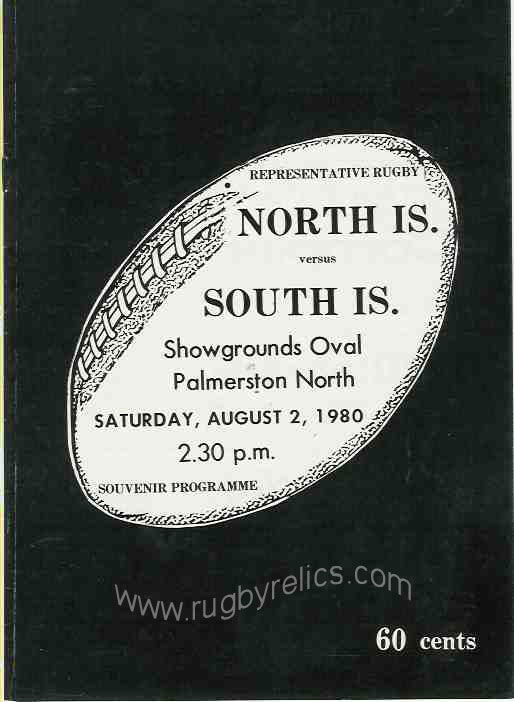 REPRESENTATIVE RUGBY
NORTH IS.
versus
SOUTH IS.
Showgrounds Oval
Palmerston North
SATURDAY, AUGUST 2, 1980
2.30 p.m.
SOUVENIR PROGRAMME
www.rugbyrelics.com
60 cents